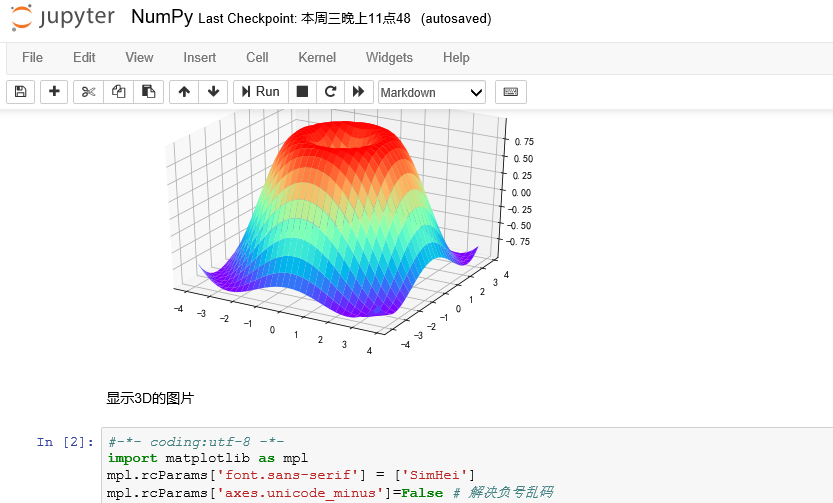 jupyter NumPy Last Checkpoint: 本周三晚上11点48 (autosaved)
File Edit View Insert Cell Kernel Widgets Help
Run Markdown
0.75
0.50
0.25
0.00
−0.25
−0.50
−0.75
−4 −3 −2 −1 0 1 2 3 4
−4 −3 −2 −1 0 1 2 3 4
显示3D的图片
In [2]: #-*- coding:utf-8 -*-
import matplotlib as mpl
mpl.rcParams['font.sans-serif'] = ['SimHei']
mpl.rcParams['axes.unicode_minus']=False # 解决负号乱码